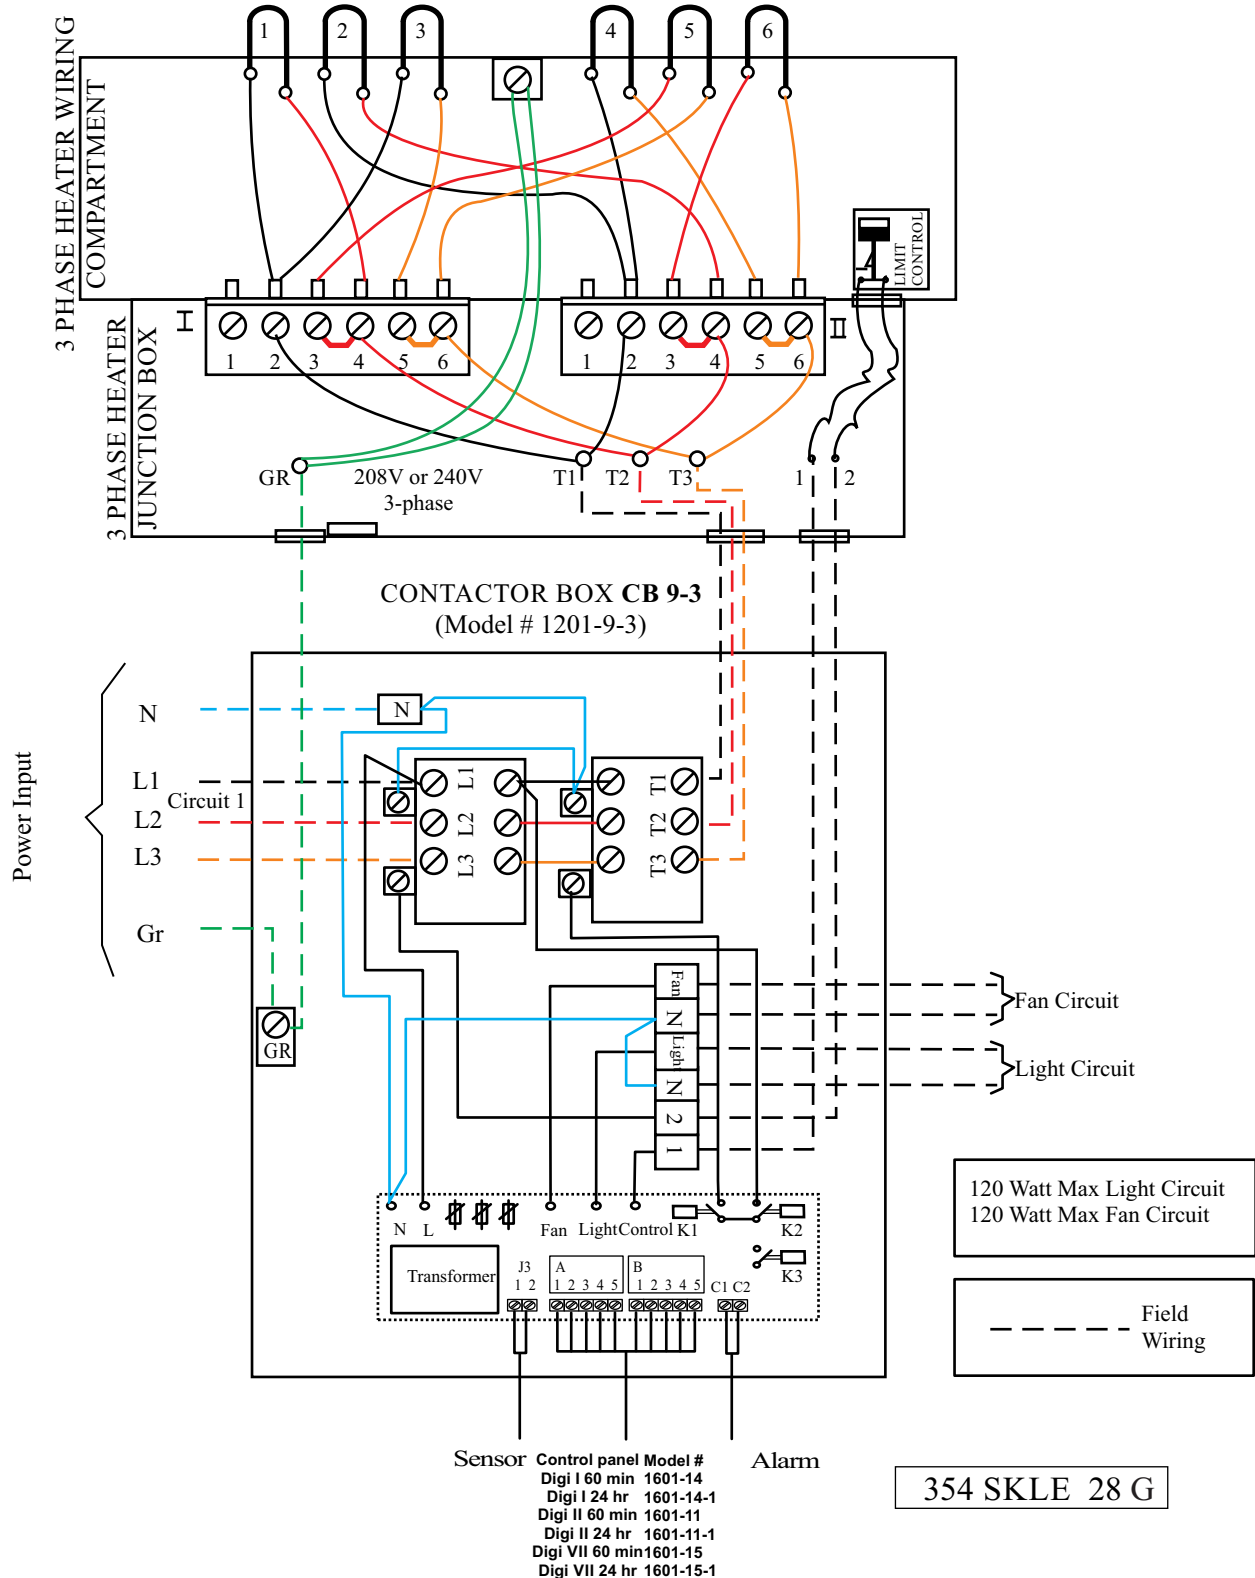 1 2 3 4 5 6
3 PHASE HEATER WIRING
COMPARTMENT
LIMIT
CONTROL
3 PHASE HEATER
JUNCTION BOX
I
1 2 3 4 5 6
1 2 3 4 5 6
II
GR
208V or 240V
3-phase
T1 T2 T3
1 2
CONTACTOR BOX CB 9-3
(Model # 1201-9-3)
Power Input
N
L1
Circuit 1
L2
L3
Gr
N
L1
L2
L3
T1
T2
T3
GR
Fan
N
Light
N
2
1
Fan Circuit
Light Circuit
N L
Fan Light Control K1 K2
K3
Transformer
J3
1 2
A
1 2 3 4 5
B
1 2 3 4 5
C1 C2
120 Watt Max Light Circuit
120 Watt Max Fan Circuit
Field
Wiring
Sensor
Control panel Model #
Digi I 60 min 1601-14
Digi I 24 hr 1601-14-1
Digi II 60 min 1601-11
Digi II 24 hr 1601-11-1
Digi VII 60 min 1601-15
Digi VII 24 hr 1601-15-1
Alarm
354 SKLE 28 G